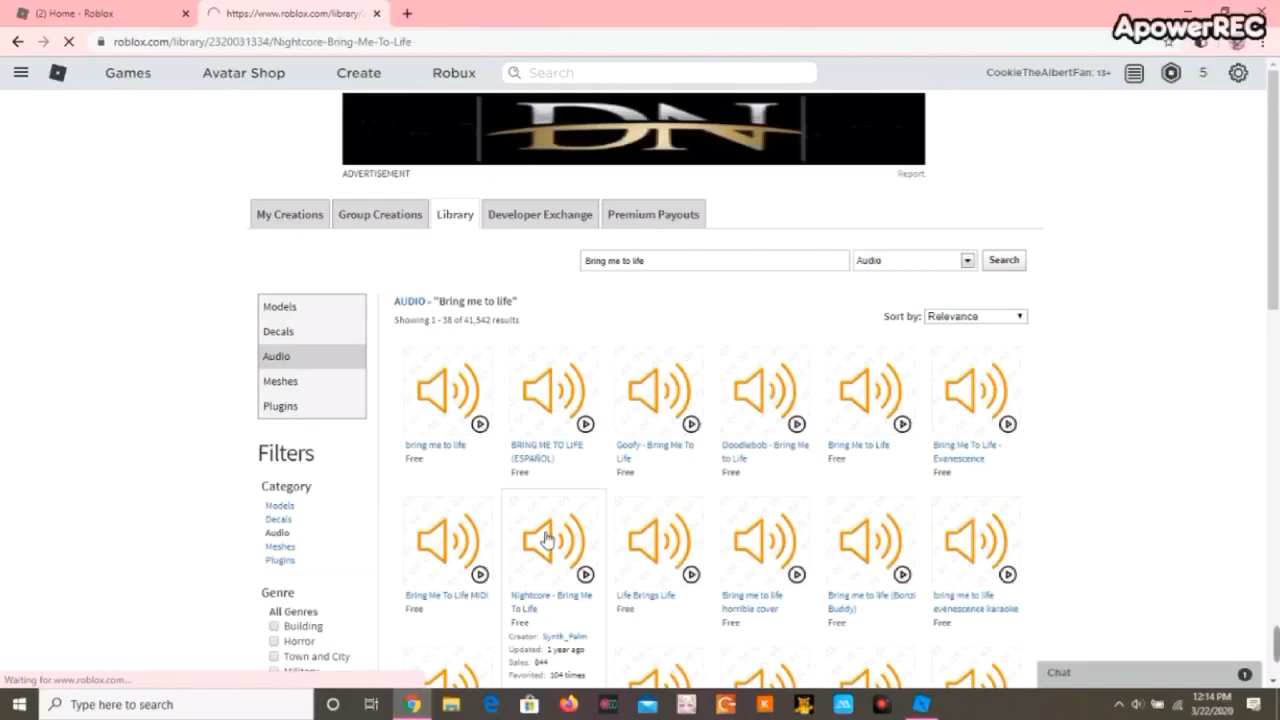 (2) Home - Roblox
https://www.roblox.com/library/
ApowerREC
roblox.com/library/2320031334/Nightcore-Bring-Me-To-Life
Games
Avatar Shop
Create
Robux
Search
CookieTheAlbertFan: 13+
5
DN
ADVERTISEMENT
Report
My Creations
Group Creations
Library
Developer Exchange
Premium Payouts
Bring me to life
Audio
Search
Models
Decals
Audio
Meshes
Plugins
AUDIO » "Bring me to life"
Showing 1 - 38 of 41,542 results
Sort by: Relevance
bring me to life
Free
BRING ME TO LIFE
(ESPAÑOL)
Free
Goofy - Bring Me To
Life
Free
Doodlebob - Bring Me
to Life
Free
Bring Me to Life
Free
Bring Me To Life -
Evanescence
Free
Filters
Category
Models
Decals
Audio
Meshes
Plugins
Genre
All Genres
Building
Horror
Town and City
Military
Bring Me To Life MIDI
Free
Nightcore - Bring Me
To Life
Free
Creator: Synth_Palm
Updated: 1 year ago
Sales: 844
Favorited: 104 times
Life Brings Life
Free
Bring me to life
horrible cover
Free
Bring me to life (Bonzi
Buddy)
Free
bring me to life
evenescence karaoke
Free
Waiting for www.roblox.com...
Chat
1
Type here to search
12:14 PM
3/22/2020